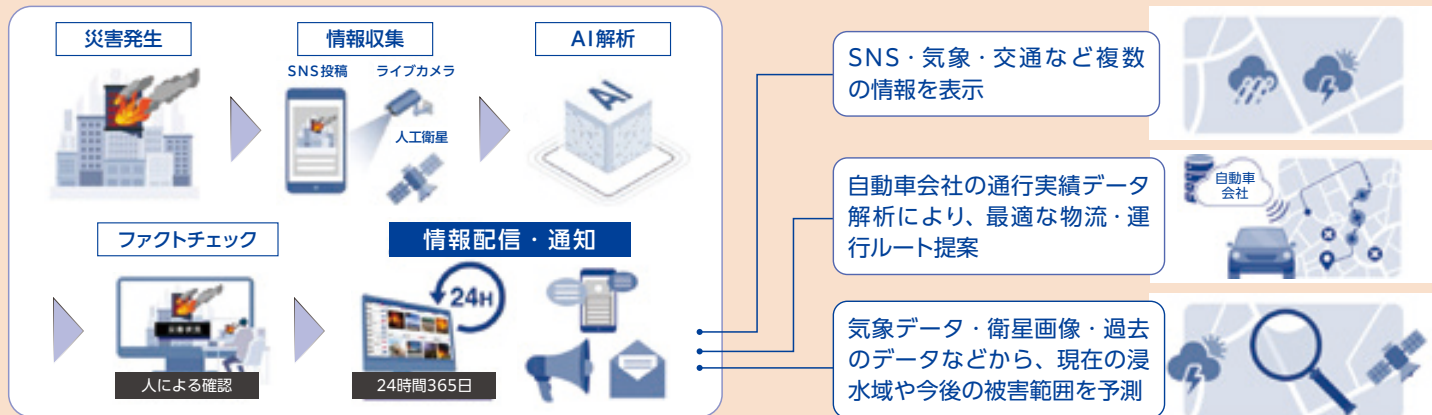 災害発生
情報収集
AI解析
SNS投稿
ライブカメラ
人工衛星
AI
ファクトチェック
人による確認
情報配信・通知
24H
24時間365日
SNS・気象・交通など複数
の情報を表示
自動車会社の通行実績データ
解析により、最適な物流・運
行ルート提案
自動車
会社
気象データ・衛星画像・過去
のデータなどから、現在の浸
水域や今後の被害範囲を予測